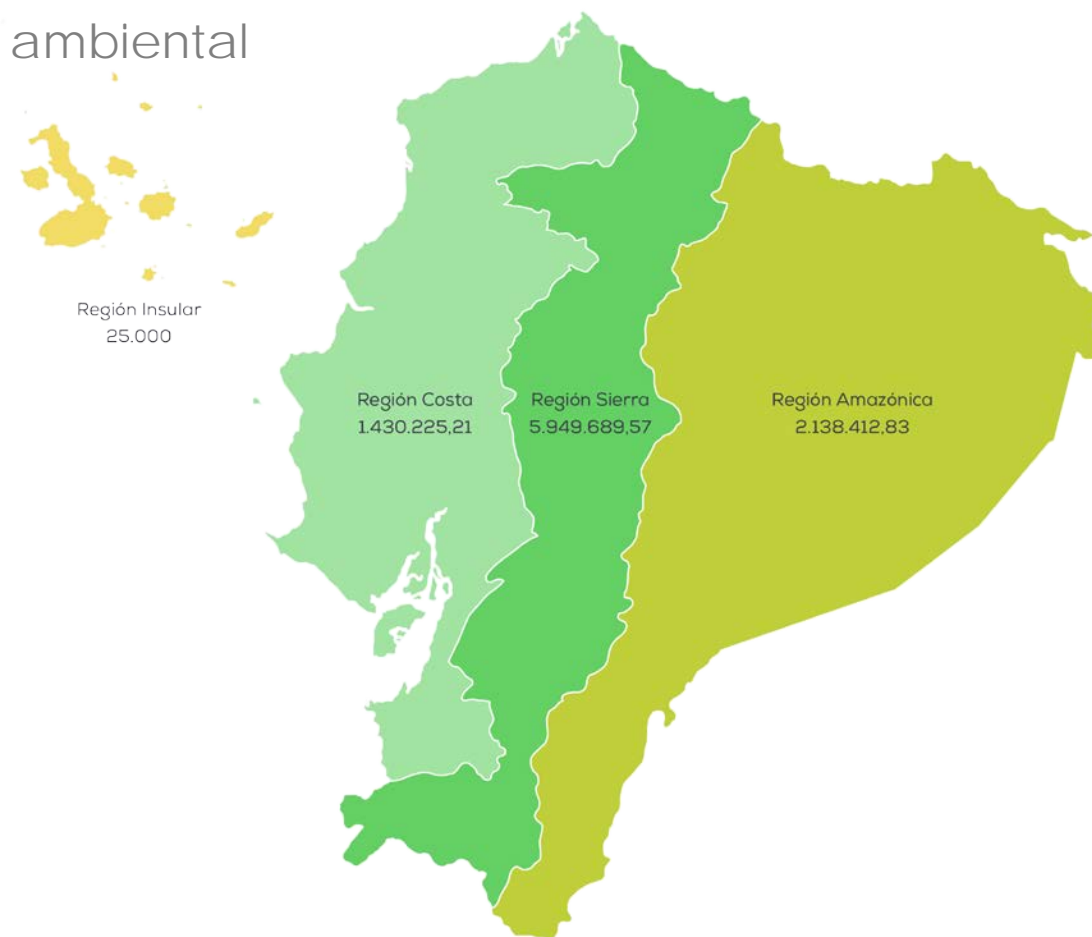 ambiental
Región Insular
25.000
Región Costa
1.430.225,21
Región Sierra
5.949.689,57
Región Amazónica
2.138.412,83